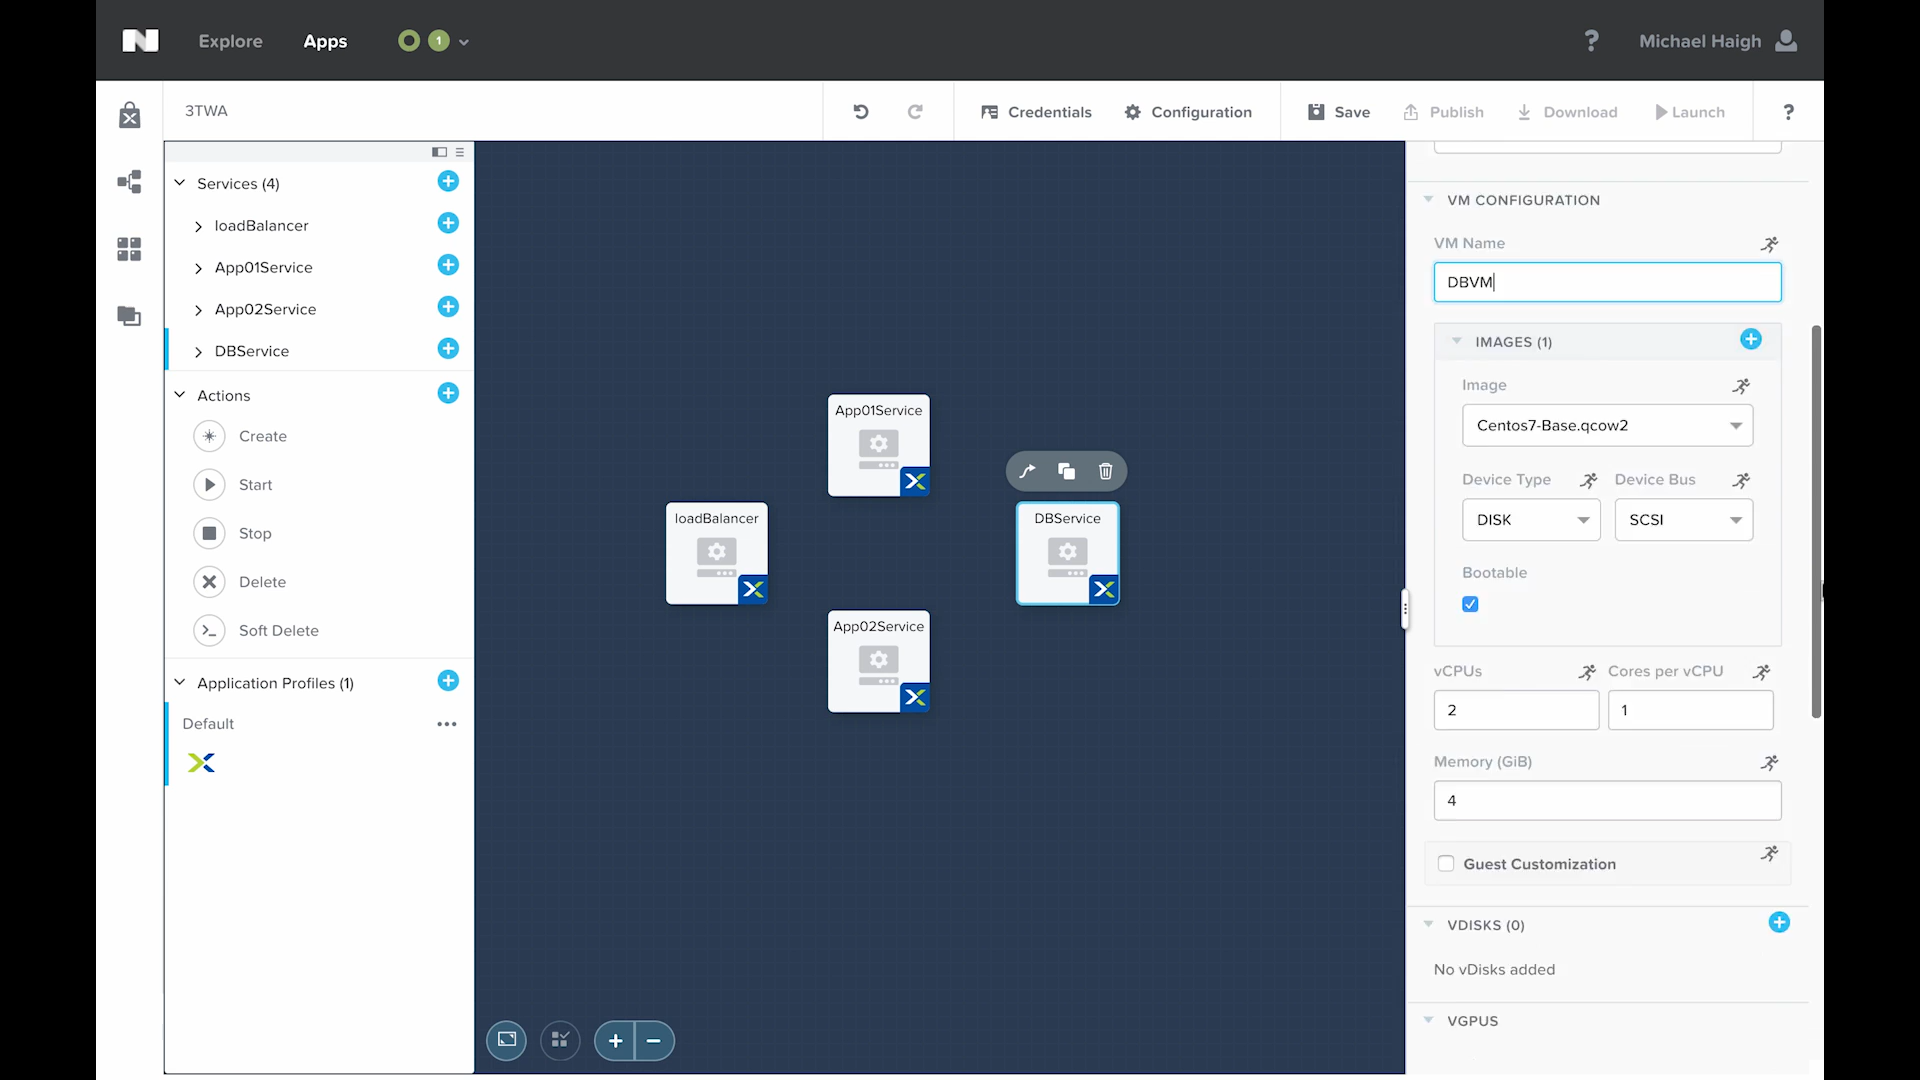 Explore
Apps
1
?
Michael Haigh
3TWA
Credentials
Configuration
Save
Publish
Download
Launch
?
Services (4)
loadBalancer
App01Service
App02Service
DBService
Actions
Create
Start
Stop
Delete
Soft Delete
Application Profiles (1)
Default
App01Service
loadBalancer
DBService
App02Service
VM CONFIGURATION
VM Name
DBVM
IMAGES (1)
Image
Centos7-Base.qcow2
Device Type
Device Bus
DISK
SCSI
Bootable
vCPUs
Cores per vCPU
2
1
Memory (GiB)
4
Guest Customization
VDISKS (0)
No vDisks added
VGPUS